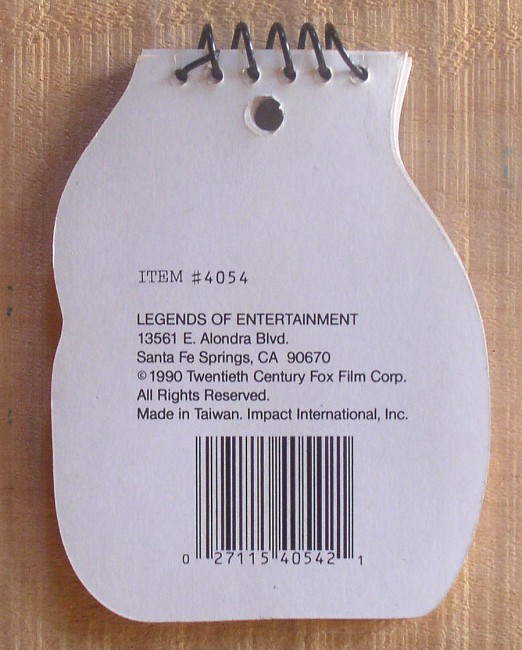 ITEM #4054
LEGENDS OF ENTERTAINMENT
13561 E. Alondra Blvd.
Santa Fe Springs, CA 90670
©1990 Twentieth Century Fox Film Corp.
All Rights Reserved.
Made in Taiwan. Impact International, Inc.
0 27115 40542 1